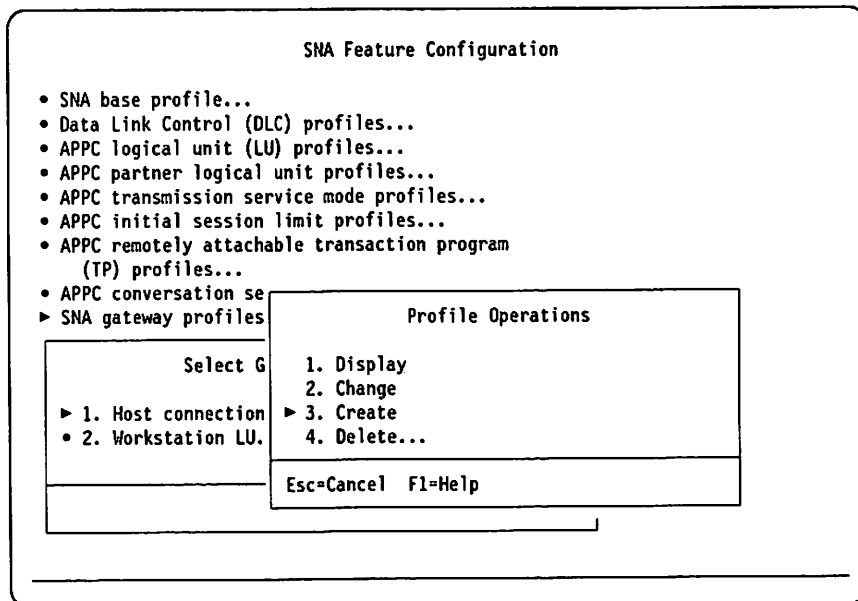 SNA Feature Configuration
• SNA base profile...
• Data Link Control (DLC) profiles...
• APPC logical unit (LU) profiles...
• APPC partner logical unit profiles...
• APPC transmission service mode profiles...
• APPC initial session limit profiles...
• APPC remotely attachable transaction program
(TP) profiles...
• APPC conversation se
► SNA gateway profiles
Select G
► 1. Host connection
• 2. Workstation LU.
Profile Operations
1. Display
2. Change
► 3. Create
4. Delete...
Esc=Cancel F1=Help